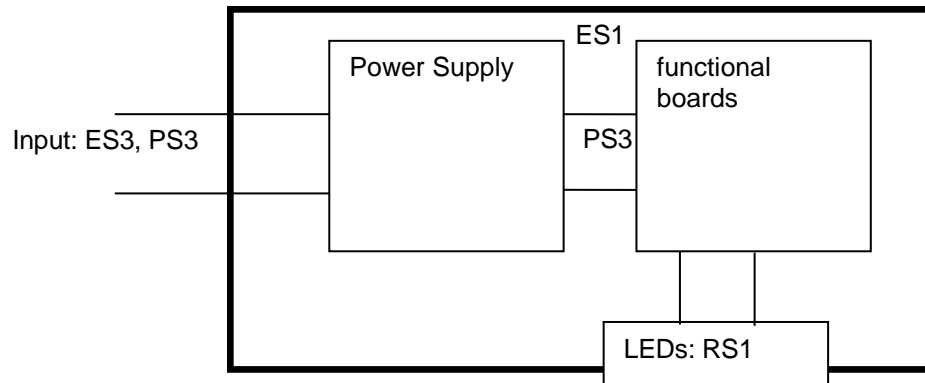 ES1
Power Supply
functional
boards
Input: ES3, PS3
PS3
LEDs: RS1